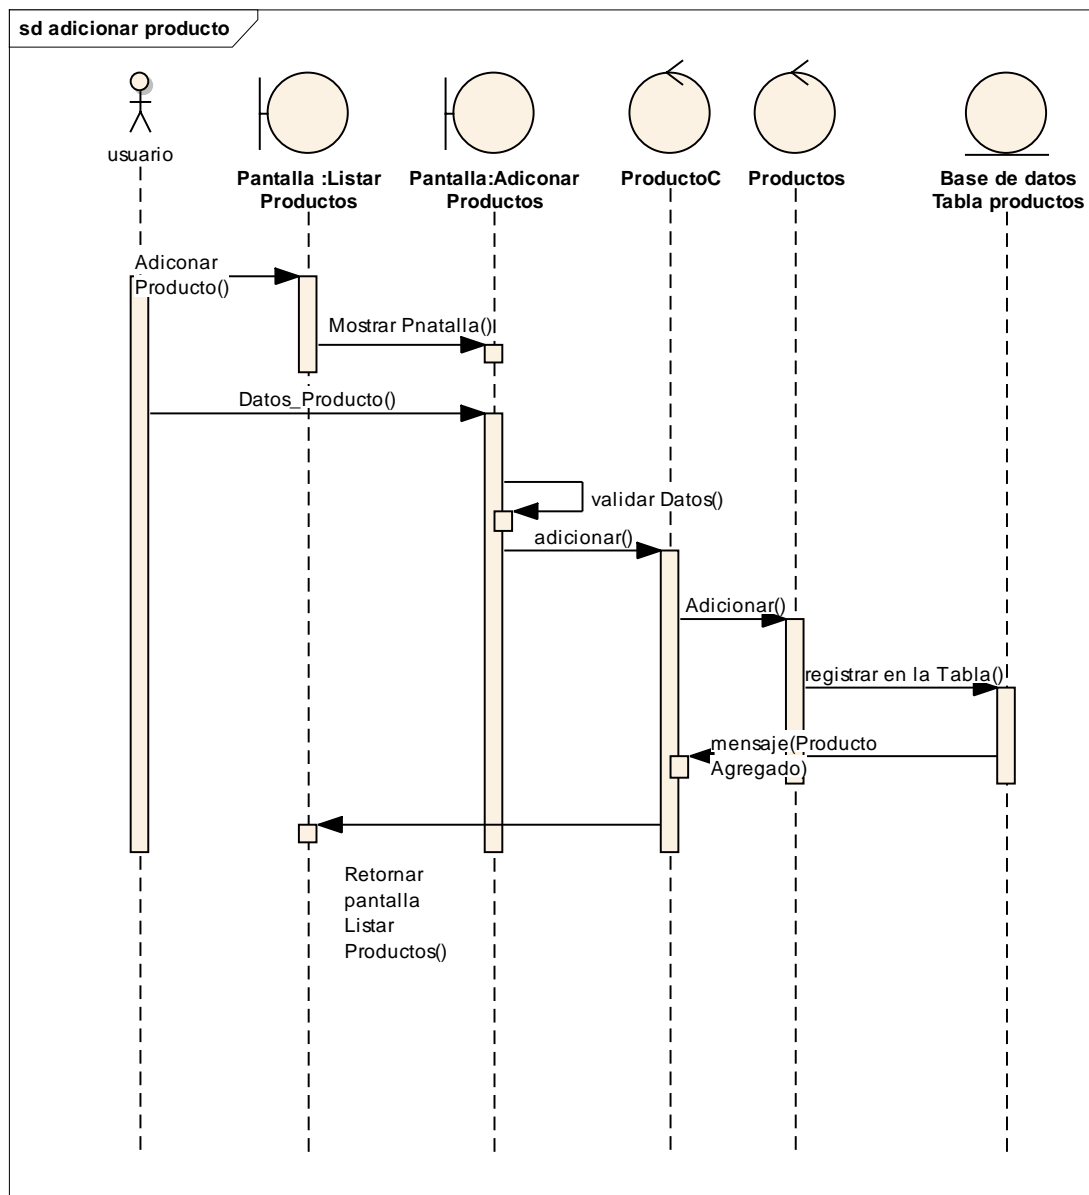 sd adicionar producto
usuario
Pantalla :Listar
Productos
Pantalla:Adiconar
Productos
ProductoC
Productos
Base de datos
Tabla productos
Adiconar
Producto()
Mostrar Pnatalla()
Datos_Producto()
validar Datos()
adicionar()
Adicionar()
registrar en la Tabla()
mensaje(Producto
Agregado)
Retornar
pantalla
Listar
Productos()